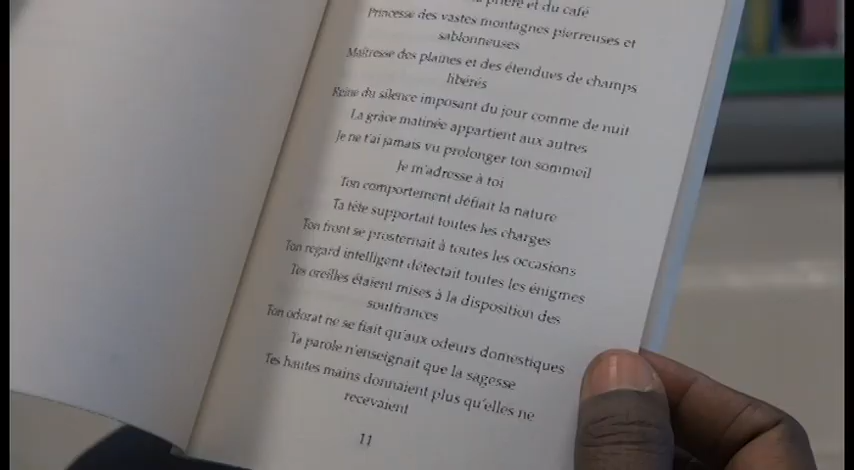 prière et du café
Princesse des vastes montagnes pierreuses et
sablonneuses
Maîtresse des plaines et des étendues de champs
libérés
Reine du silence imposant du jour comme de nuit
La grâce matinée appartient aux autres
Je ne t'ai jamais vu prolonger ton sommeil
Je m'adresse à toi
Ton comportement défiait la nature
Ta tête supportait toutes les charges
Ton front se prosternait à toutes les occasions
Ton regard intelligent détectait toutes les énigmes
Tes oreilles étaient mises à la disposition des
souffrances
Ton odorat ne se fiait qu'aux odeurs domestiques
Ta parole n'enseignait que la sagesse
Tes hautes mains donnaient plus qu'elles ne
recevaient
11